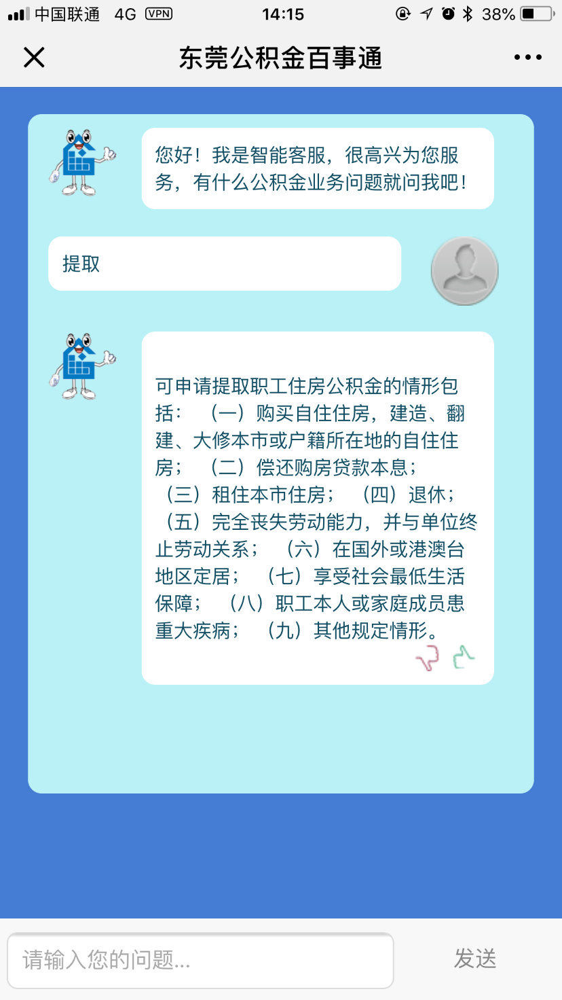 中国联通 4G VPN 14:15 38%
东莞公积金百事通
您好！我是智能客服，很高兴为您服
务，有什么公积金业务问题就问我吧！
提取
可申请提取职工住房公积金的情形包
括： （一）购买自住住房，建造、翻
建、大修本市或户籍所在地的自住住
房； （二）偿还购房贷款本息；
（三）租住本市住房； （四）退休；
（五）完全丧失劳动能力，并与单位终
止劳动关系； （六）在国外或港澳台
地区定居； （七）享受社会最低生活
保障； （八）职工本人或家庭成员患
重大疾病； （九）其他规定情形。
请输入您的问题... 发送